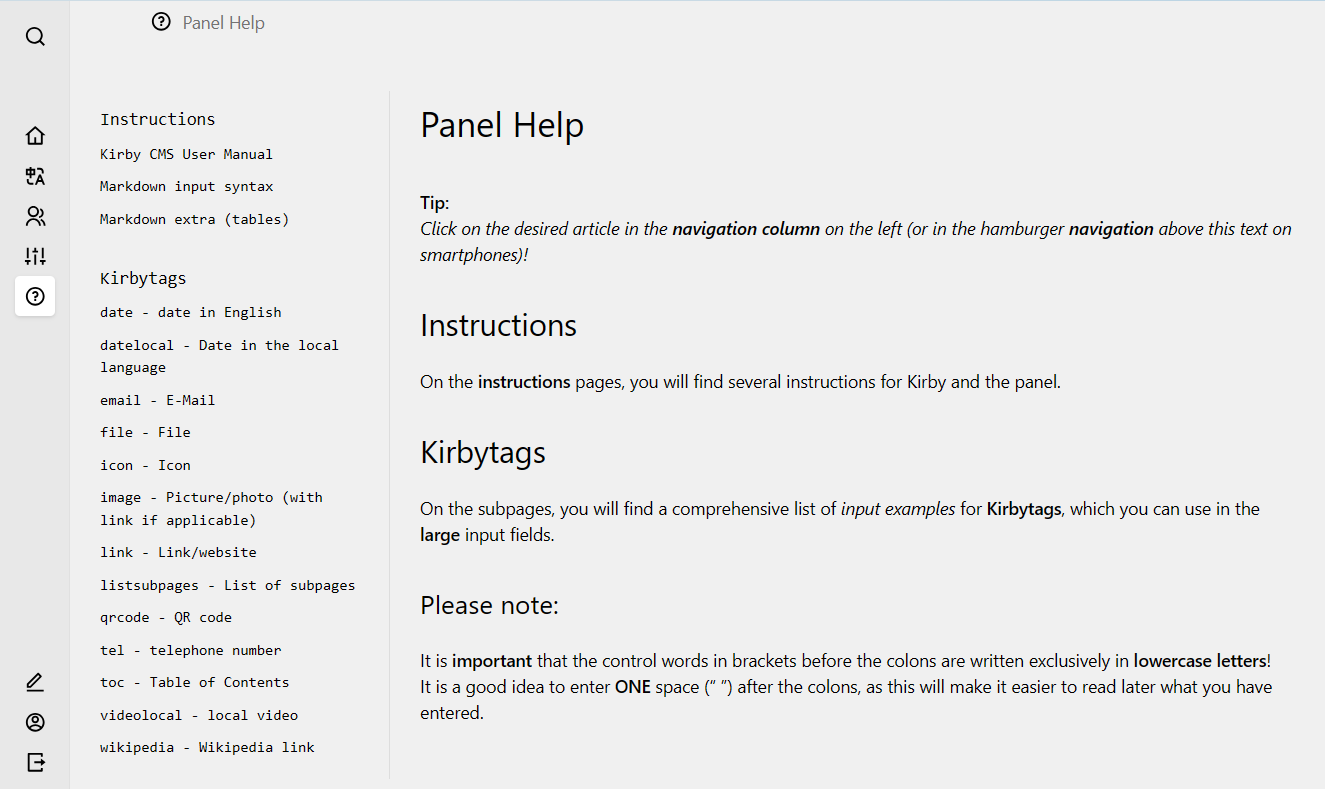 Panel Help
Instructions
Kirby CMS User Manual
Markdown input syntax
Markdown extra (tables)
Kirbytags
date - date in English
datelocal - Date in the local
language
email - E-Mail
file - File
icon - Icon
image - Picture/photo (with
link if applicable)
link - Link/website
listsubpages - List of subpages
qrcode - QR code
tel - telephone number
toc - Table of Contents
videolocal - local video
wikipedia - Wikipedia link
Panel Help
Tip:
Click on the desired article in the navigation column on the left (or in the hamburger navigation above this text on
smartphones)!
Instructions
On the instructions pages, you will find several instructions for Kirby and the panel.
Kirbytags
On the subpages, you will find a comprehensive list of input examples for Kirbytags, which you can use in the
large input fields.
Please note:
It is important that the control words in brackets before the colons are written exclusively in lowercase letters!
It is a good idea to enter ONE space (“ ”) after the colons, as this will make it easier to read later what you have
entered.